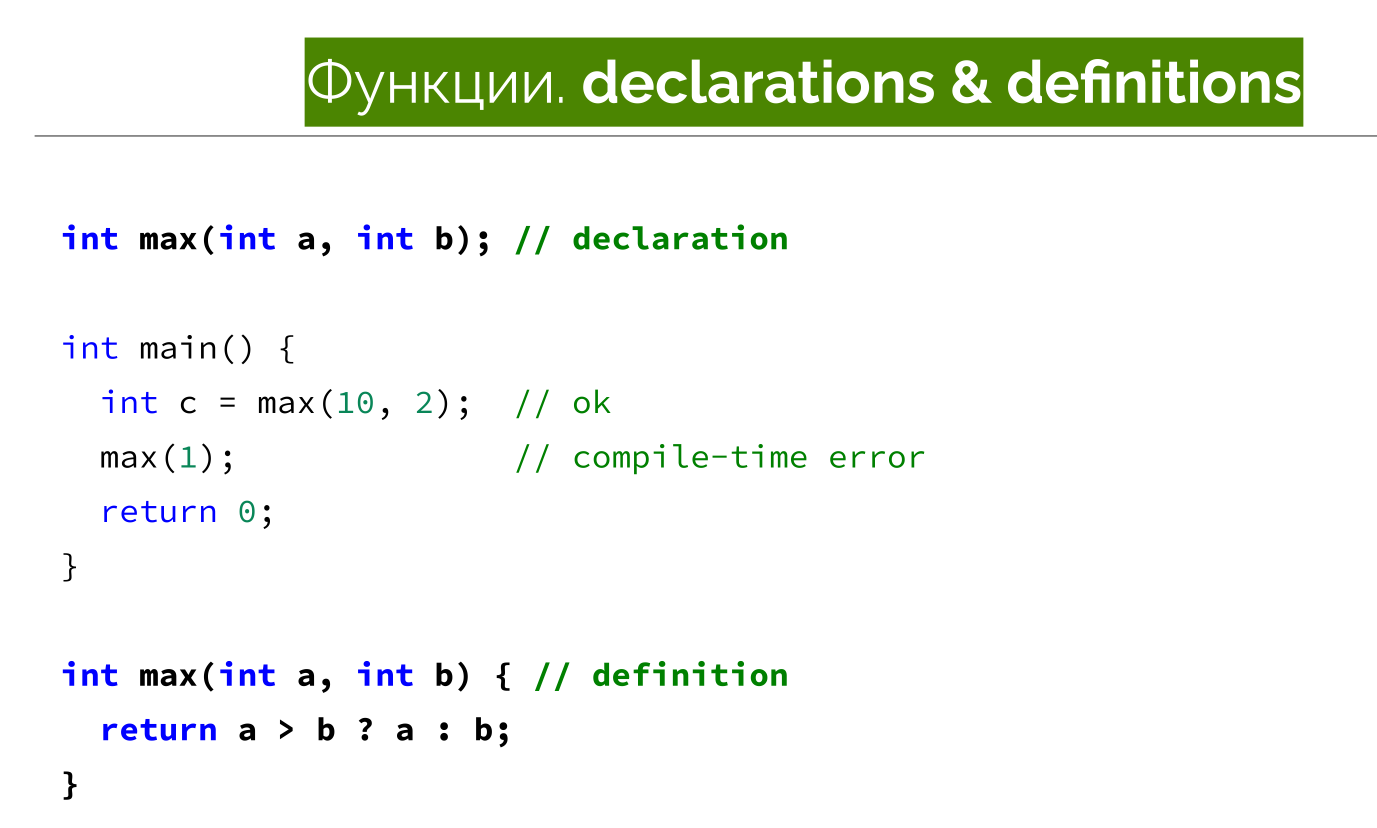 Функции. declarations & definitions
int max(int a, int b); // declaration
int main() {
  int c = max(10, 2);  // ok
  max(1);              // compile-time error
  return 0;
}
int max(int a, int b) { // definition
  return a > b ? a : b;
}